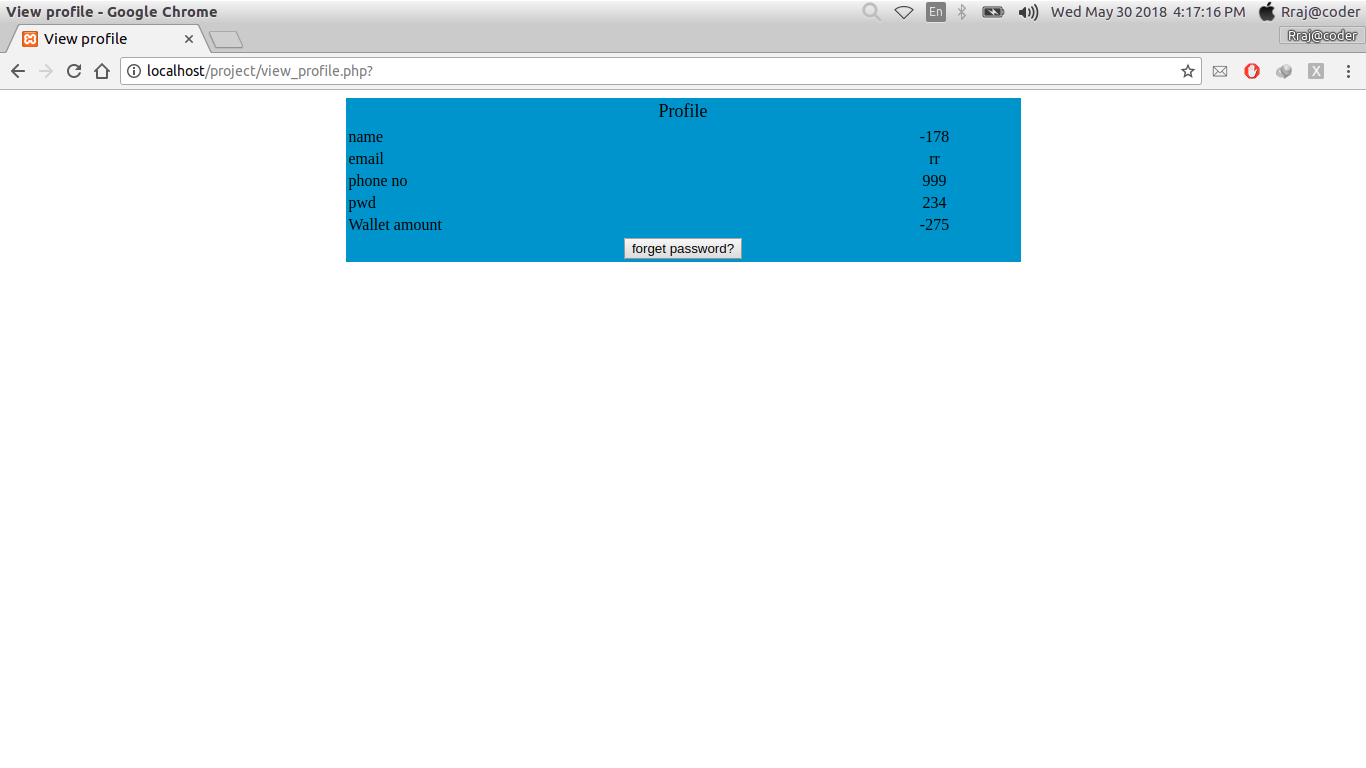 View profile - Google Chrome En Wed May 30 2018 4:17:16 PM Rraj@coder
View profile Rraj@coder
localhost/project/view_profile.php? X
Profile
name -178
email rr
phone no 999
pwd 234
Wallet amount -275
forget password?